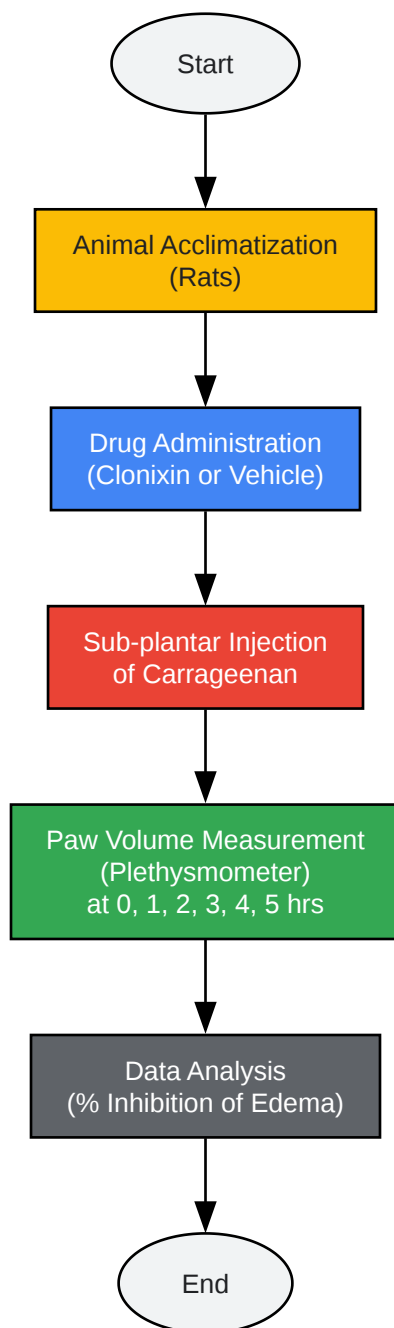 Start
Animal Acclimatization
(Rats)
Drug Administration
(Clonixin or Vehicle)
Sub-plantar Injection
of Carrageenan
Paw Volume Measurement
(Plethysmometer)
at 0, 1, 2, 3, 4, 5 hrs
Data Analysis
(% Inhibition of Edema)
End